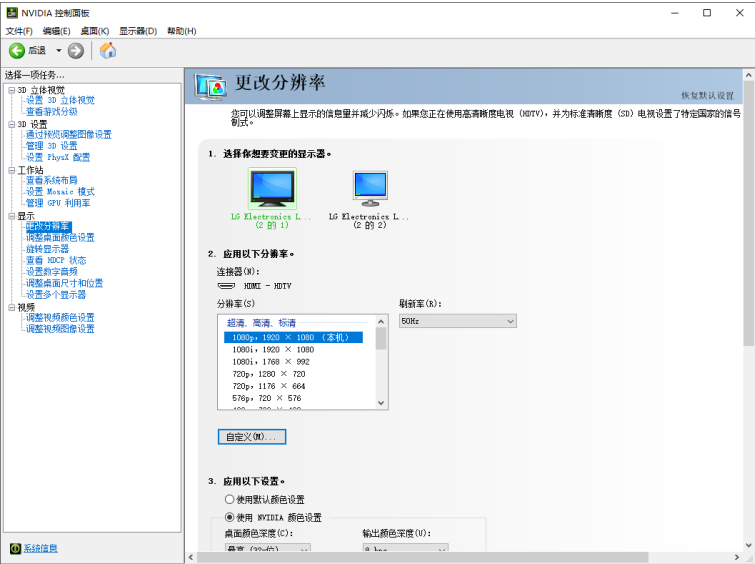 NVIDIA 控制面板
文件(F) 编辑(E) 桌面(K) 显示器(D) 帮助(H)
后退
选择一项任务...
3D 立体视觉
设置 3D 立体视觉
查看游戏分级
3D 设置
通过预览调整图像设置
管理 3D 设置
设置 PhysX 配置
工作站
查看系统布局
设置 Mosaic 模式
管理 GPU 利用率
显示
更改分辨率
调整桌面颜色设置
旋转显示器
查看 HDCP 状态
设置数字音频
调整桌面尺寸和位置
设置多个显示器
视频
调整视频颜色设置
调整视频图像设置
系统信息
更改分辨率
恢复默认设置
您可以调整屏幕上显示的信息量并减少闪烁。如果您正在使用高清晰度电视 (HDTV), 并为标准清晰度 (SD) 电视设置了特定国家的信号
制式。
1. 选择你想要变更的显示器。
LG Electronics L... LG Electronics L...
(2 的 1) (2 的 2)
2. 应用以下分辨率。
连接器(N):
HDMI - HDTV
分辨率(S) 刷新率(R):
50Hz
超清、高清、标清
1080p, 1920 × 1080 (本机)
1080i, 1920 × 1080
1080i, 1768 × 992
720p, 1280 × 720
720p, 1176 × 664
576p, 720 × 576
自定义(M)...
3. 应用以下设置。
使用默认颜色设置
使用 NVIDIA 颜色设置
桌面颜色深度(C): 输出颜色深度(U):
最高 (32-位) 8 bpc